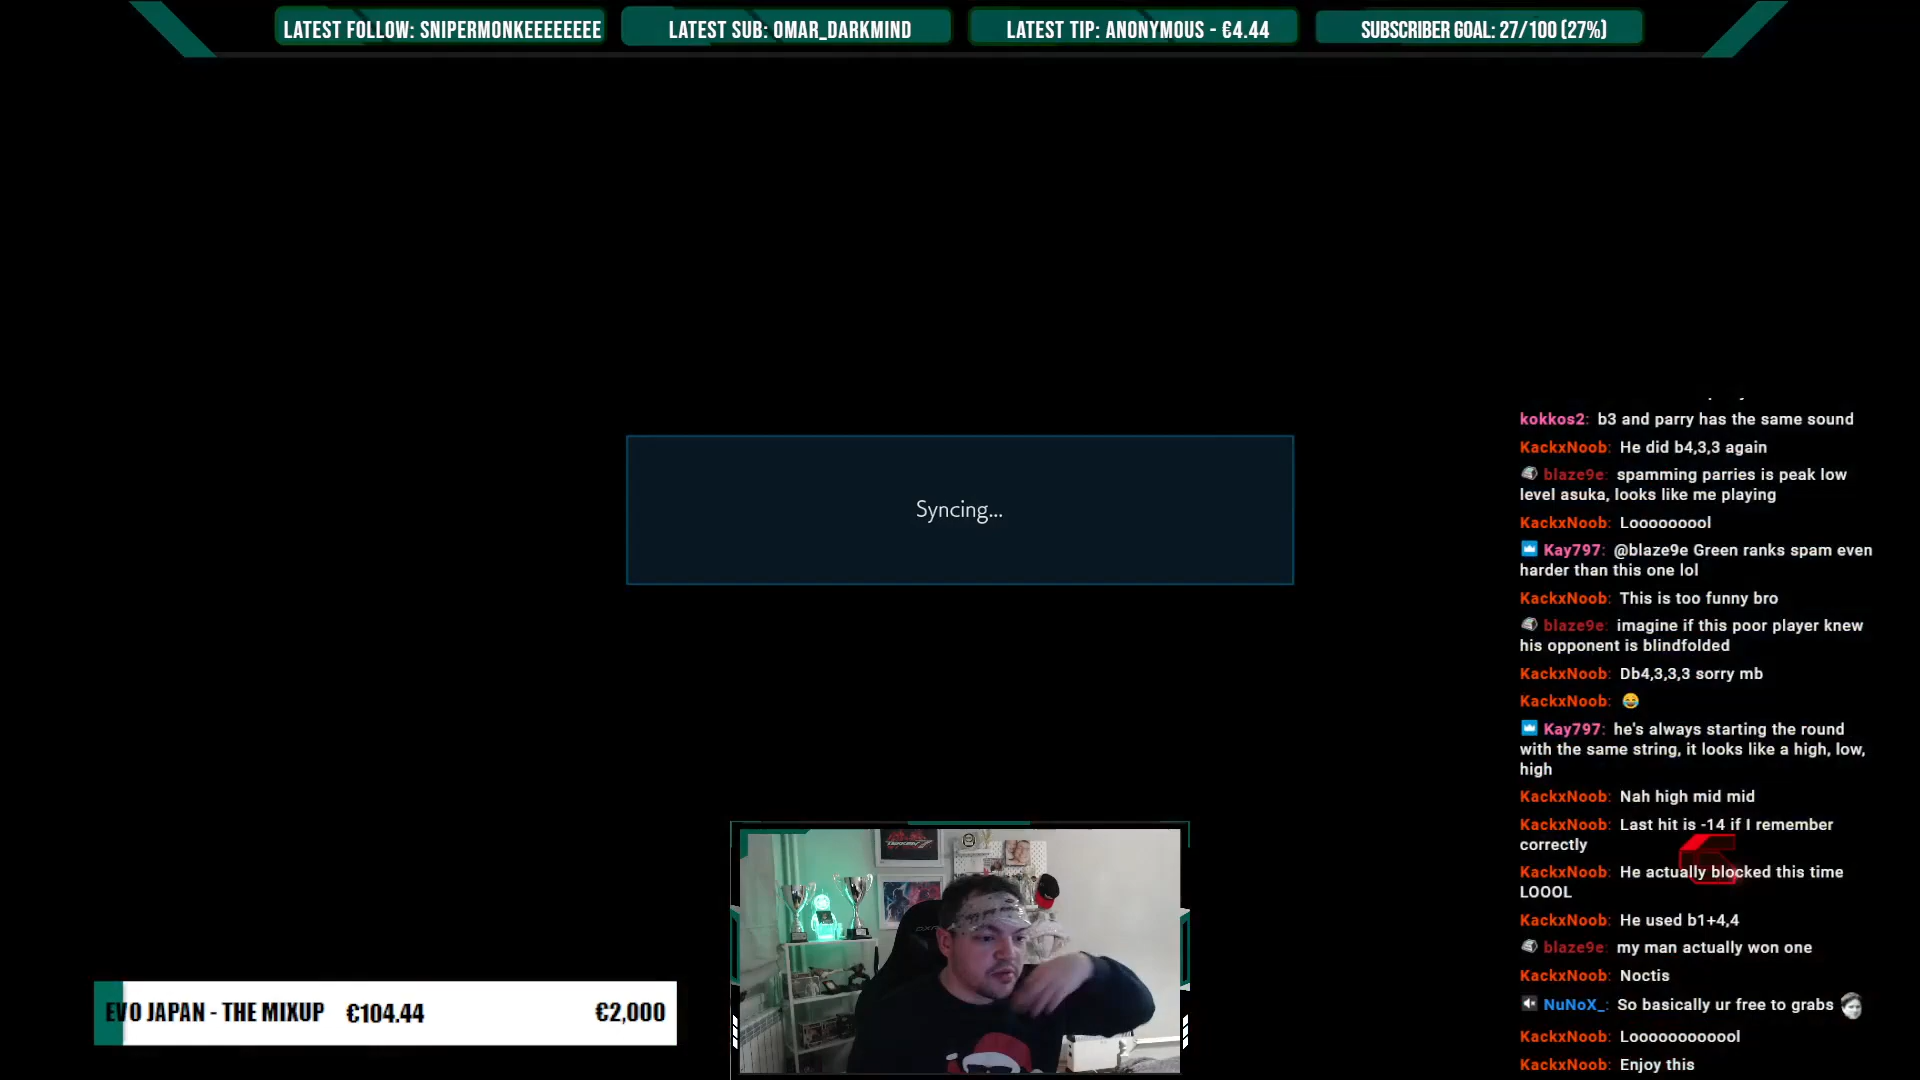 LATEST FOLLOW: SNIPERMONKEEEEEEEE
LATEST SUB: OMAR_DARKMIND
LATEST TIP: ANONYMOUS - €4.44
SUBSCRIBER GOAL: 27/100 (27%)
Syncing...
kokkos2: b3 and parry has the same sound
KackxNoob: He did b4,3,3 again
blaze9e: spamming parries is peak low
level asuka, looks like me playing
KackxNoob: Looooooool
Kay797: @blaze9e Green ranks spam even
harder than this one lol
KackxNoob: This is too funny bro
blaze9e: imagine if this poor player knew
his opponent is blindfolded
KackxNoob: Db4,3,3,3 sorry mb
KackxNoob: 😂
Kay797: he's always starting the round
with the same string, it looks like a high, low,
high
KackxNoob: Nah high mid mid
KackxNoob: Last hit is -14 if I remember
correctly
KackxNoob: He actually blocked this time
LOOOL
KackxNoob: He used b1+4,4
blaze9e: my man actually won one
KackxNoob: Noctis
NuNoX_: So basically ur free to grabs
KackxNoob: Looooooooooool
KackxNoob: Enjoy this
EVO JAPAN - THE MIXUP €104.44 €2,000